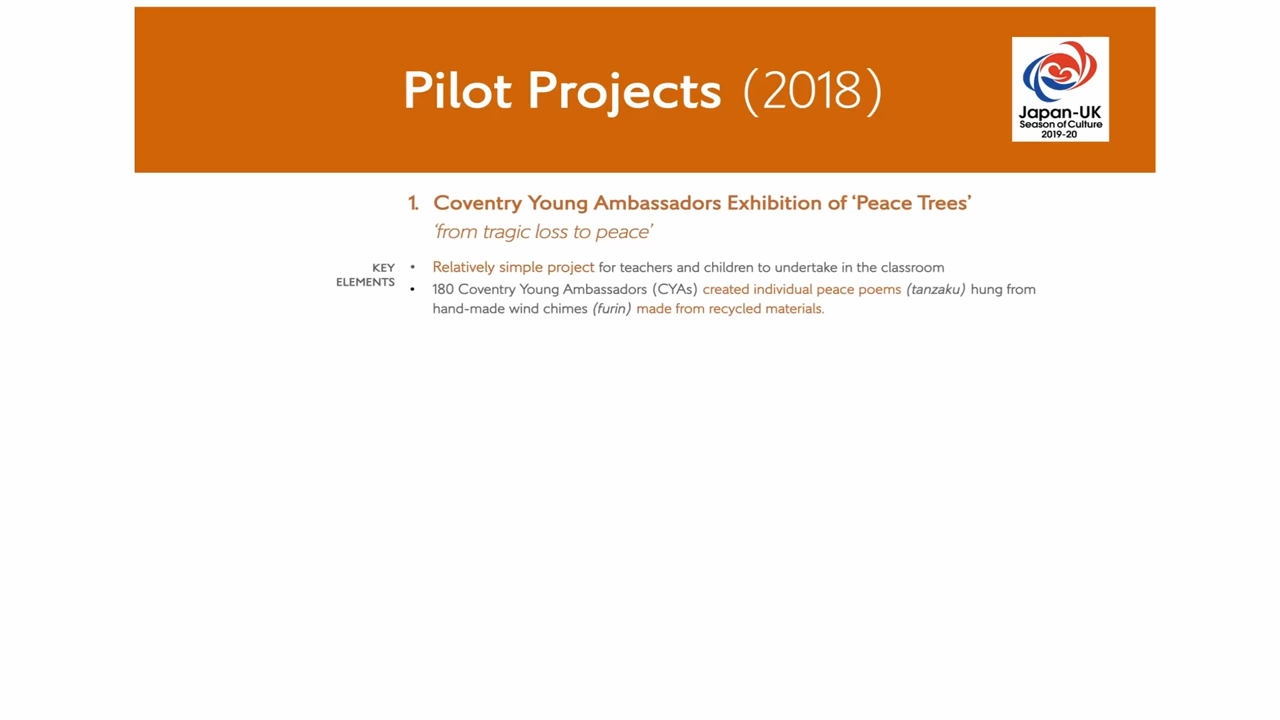 Pilot Projects (2018)
Japan-UK
Season of Culture
2019-20
1. Coventry Young Ambassadors Exhibition of ‘Peace Trees’
‘from tragic loss to peace’
KEY
ELEMENTS
• Relatively simple project for teachers and children to undertake in the classroom
• 180 Coventry Young Ambassadors (CYAs) created individual peace poems (tanzaku) hung from
hand-made wind chimes (furin) made from recycled materials.